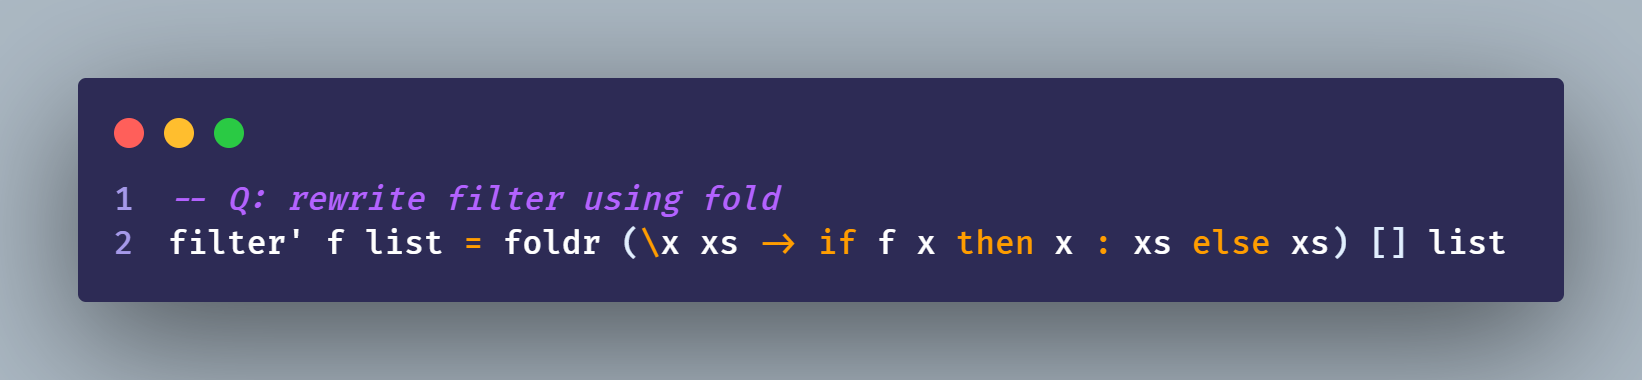 1 -- Q: rewrite filter using fold
2 filter' f list = foldr (\x xs -> if f x then x : xs else xs) [] list